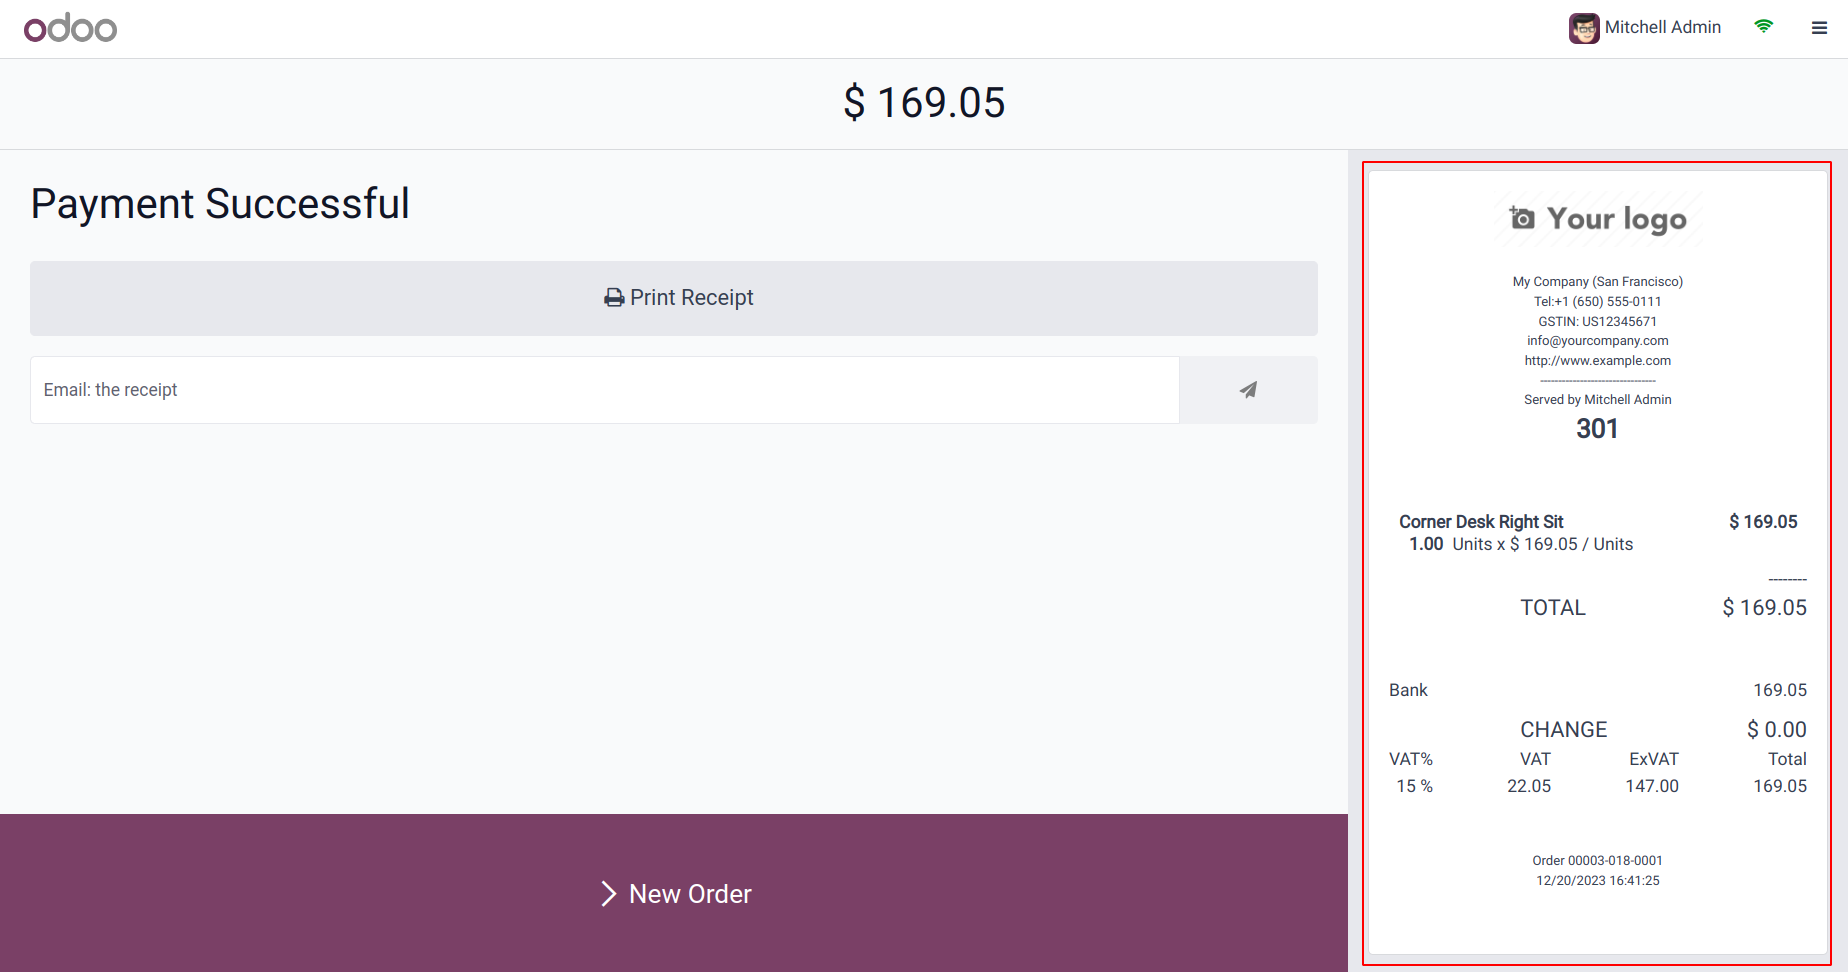 odoo
Mitchell Admin
$ 169.05
Payment Successful
Print Receipt
Email: the receipt
New Order
Your logo
My Company (San Francisco)
Tel:+1 (650) 555-0111
GSTIN: US12345671
info@yourcompany.com
http://www.example.com
--------------------------------
Served by Mitchell Admin
301
Corner Desk Right Sit $ 169.05
1.00 Units x $ 169.05 / Units
--------
TOTAL $ 169.05
Bank 169.05
CHANGE $ 0.00
VAT% VAT ExVAT Total
15 % 22.05 147.00 169.05
Order 00003-018-0001
12/20/2023 16:41:25